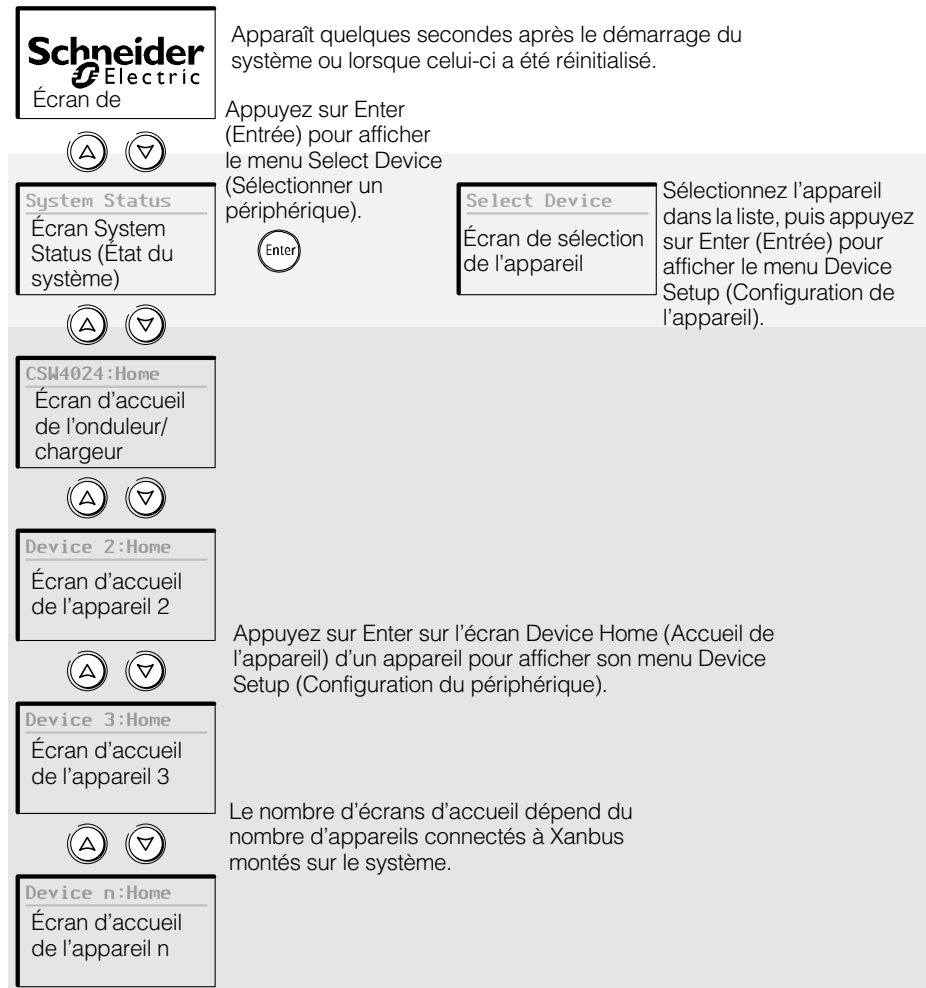 Schneider
Electric
Écran de
Apparaît quelques secondes après le démarrage du
système ou lorsque celui-ci a été réinitialisé.
Appuyez sur Enter
(Entrée) pour afficher
le menu Select Device
(Sélectionner un
périphérique).
Enter
System Status
Écran System
Status (État du
système)
Select Device
Écran de sélection
de l'appareil
Sélectionnez l'appareil
dans la liste, puis appuyez
sur Enter (Entrée) pour
afficher le menu Device
Setup (Configuration de
l'appareil).
CSW4024:Home
Écran d'accueil
de l'onduleur/
chargeur
Device 2:Home
Écran d'accueil
de l'appareil 2
Appuyez sur Enter sur l'écran Device Home (Accueil de
l'appareil) d'un appareil pour afficher son menu Device
Setup (Configuration du périphérique).
Device 3:Home
Écran d'accueil
de l'appareil 3
Le nombre d'écrans d'accueil dépend du
nombre d'appareils connectés à Xanbus
montés sur le système.
Device n:Home
Écran d'accueil
de l'appareil n